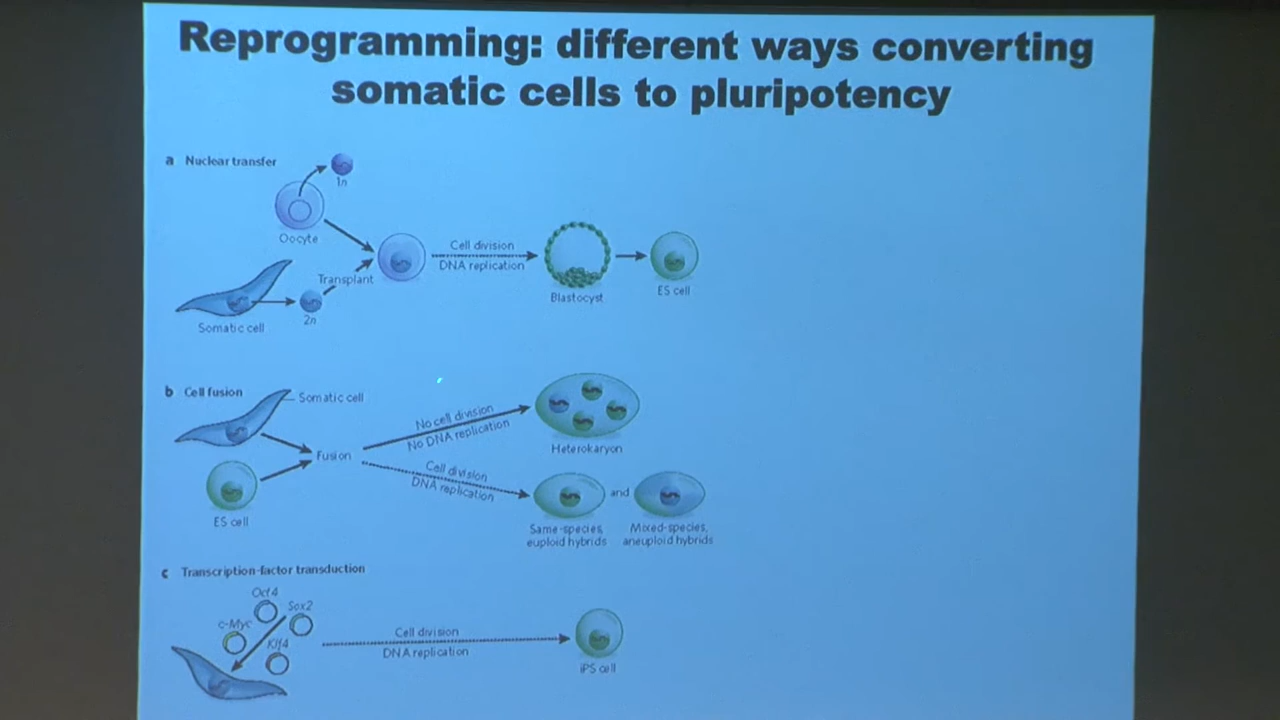 Reprogramming: different ways converting
somatic cells to pluripotency
a Nuclear transfer
1n
Oocyte
Transplant
Somatic cell
2n
Cell division
DNA replication
Blastocyst
ES cell
b Cell fusion
Somatic cell
ES cell
Fusion
No cell division
No DNA replication
Heterokaryon
Cell division
DNA replication
and
Same-species,
euploid hybrids
Mixed-species,
aneuploid hybrids
c Transcription-factor transduction
Oct4
Sox2
c-Myc
Klf4
Cell division
DNA replication
iPS cell